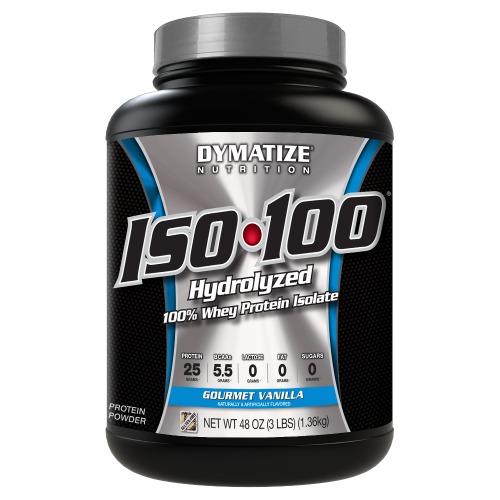 DYMATIZE®
NUTRITION
ISO•100®
Hydrolyzed
100% Whey Protein Isolate
PROTEIN BCAAs LACTOSE FAT SUGARS
25 5.5 0 0 0
GRAMS GRAMS GRAMS GRAMS GRAMS
GOURMET VANILLA
NATURALLY & ARTIFICIALLY FLAVORED
PROTEIN
POWDER
NET WT 48 OZ (3 LBS) (1.36kg)